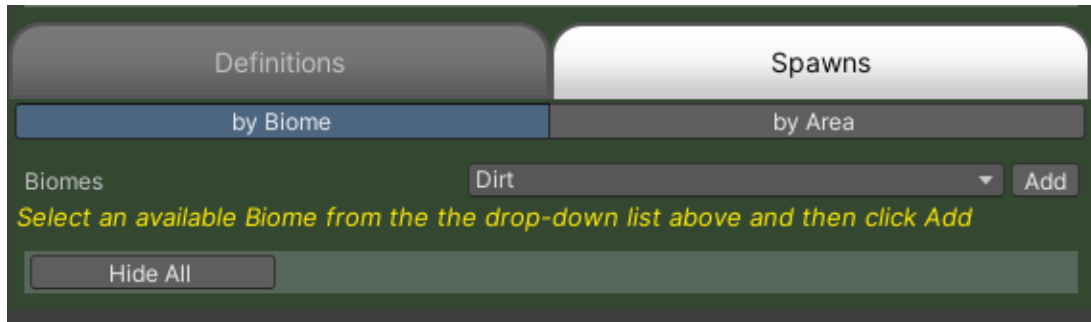 Definitions Spawns
by Biome by Area
Biomes Dirt Add
Select an available Biome from the the drop-down list above and then click Add
Hide All